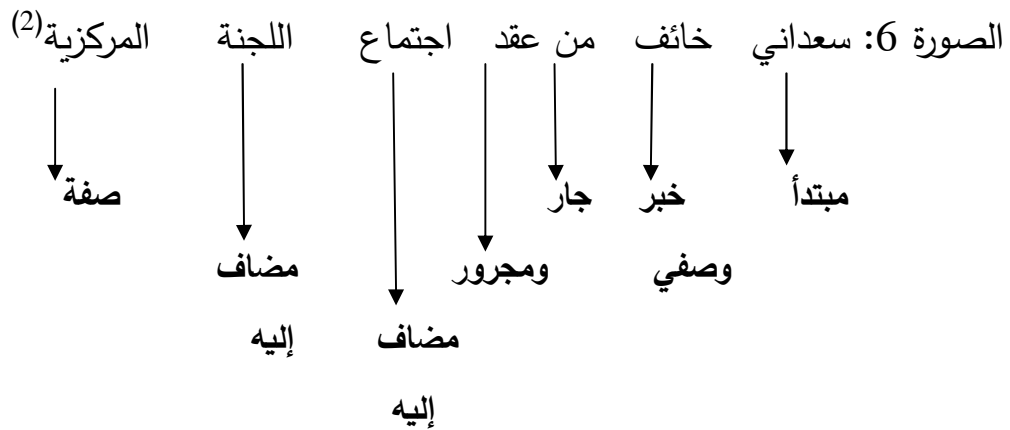 الصورة 6: سعداني خائف من عقد اجتماع اللجنة المركزية(2)
مبتدأ خبر جار صفة
وصفي ومجرور مضاف
مضاف إليه
إليه